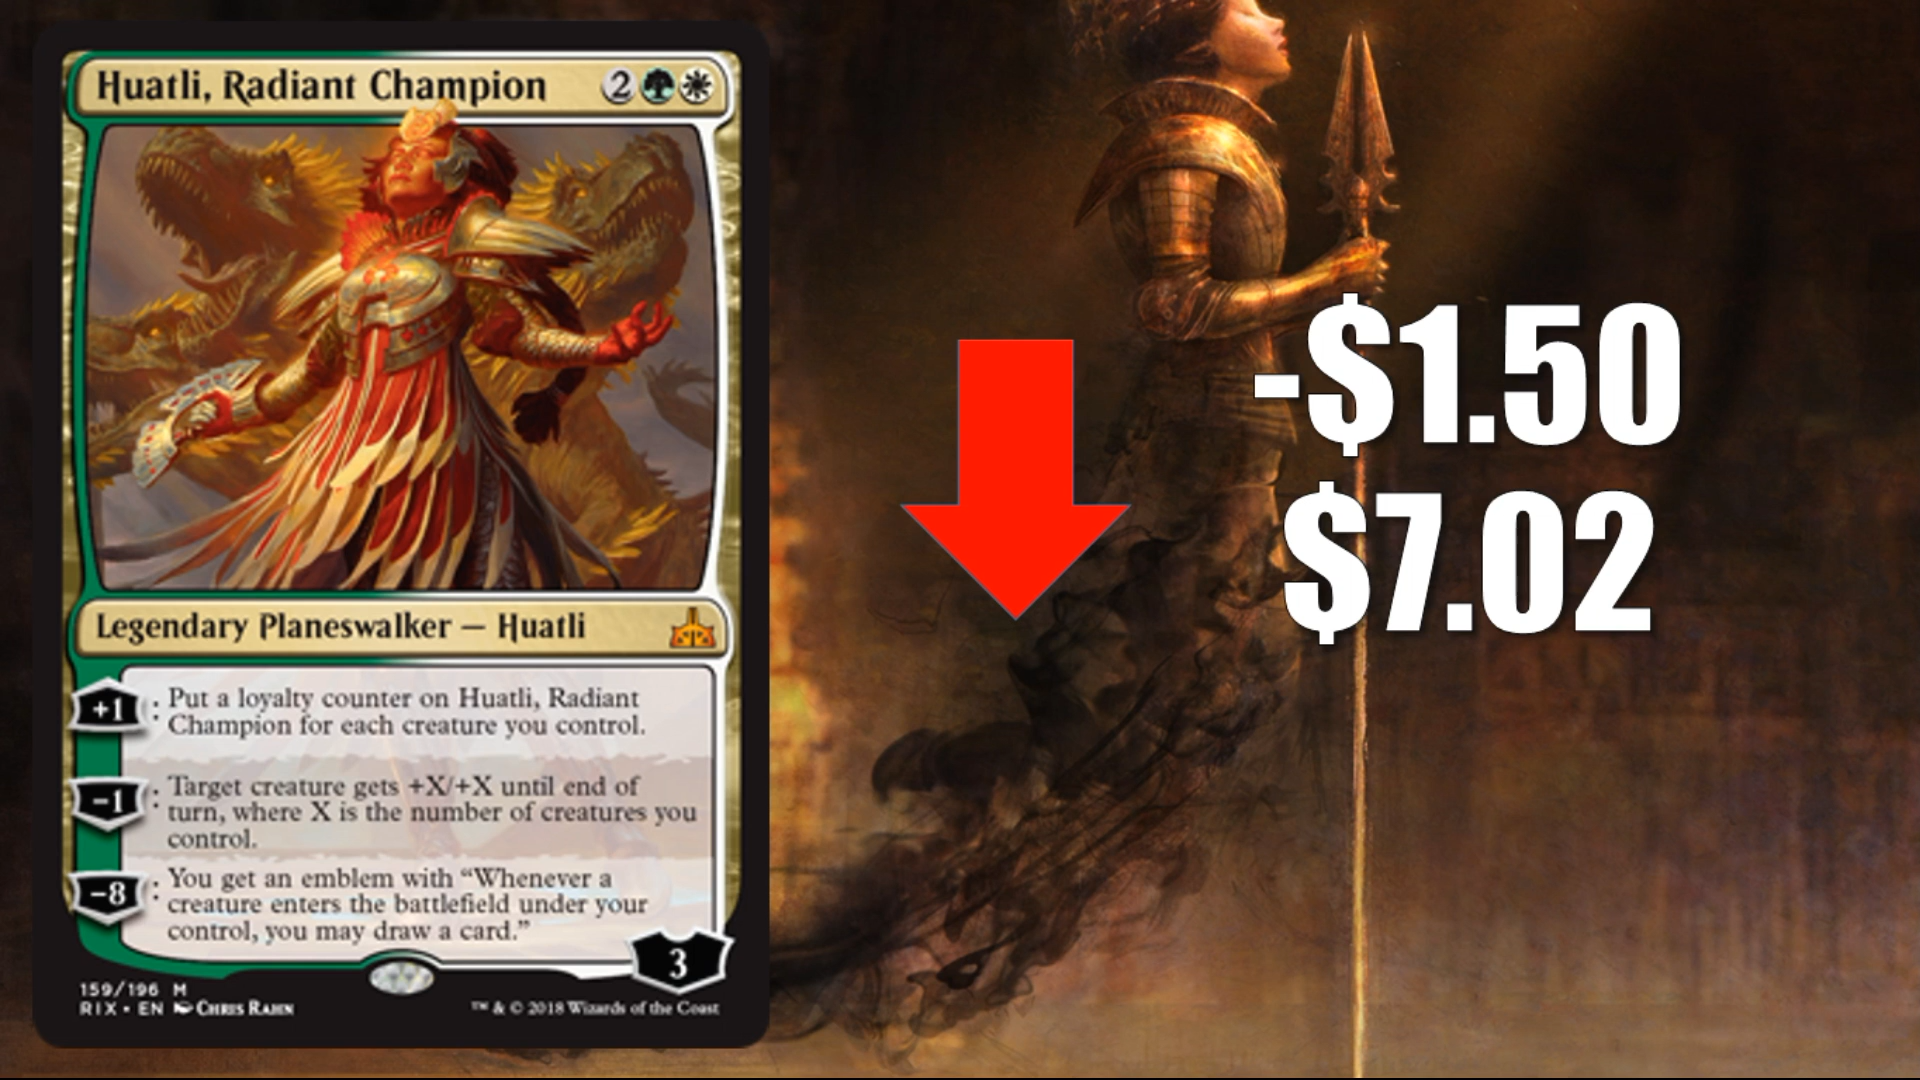 Huatli, Radiant Champion 2
Legendary Planeswalker — Huatli
+1 : Put a loyalty counter on Huatli, Radiant
Champion for each creature you control.
−1 : Target creature gets +X/+X until end of
turn, where X is the number of creatures you
control.
−8 : You get an emblem with “Whenever a
creature enters the battlefield under your
control, you may draw a card.”
3
159/196 M
RIX • EN Chris Rahn
™ & © 2018 Wizards of the Coast
-$1.50
$7.02